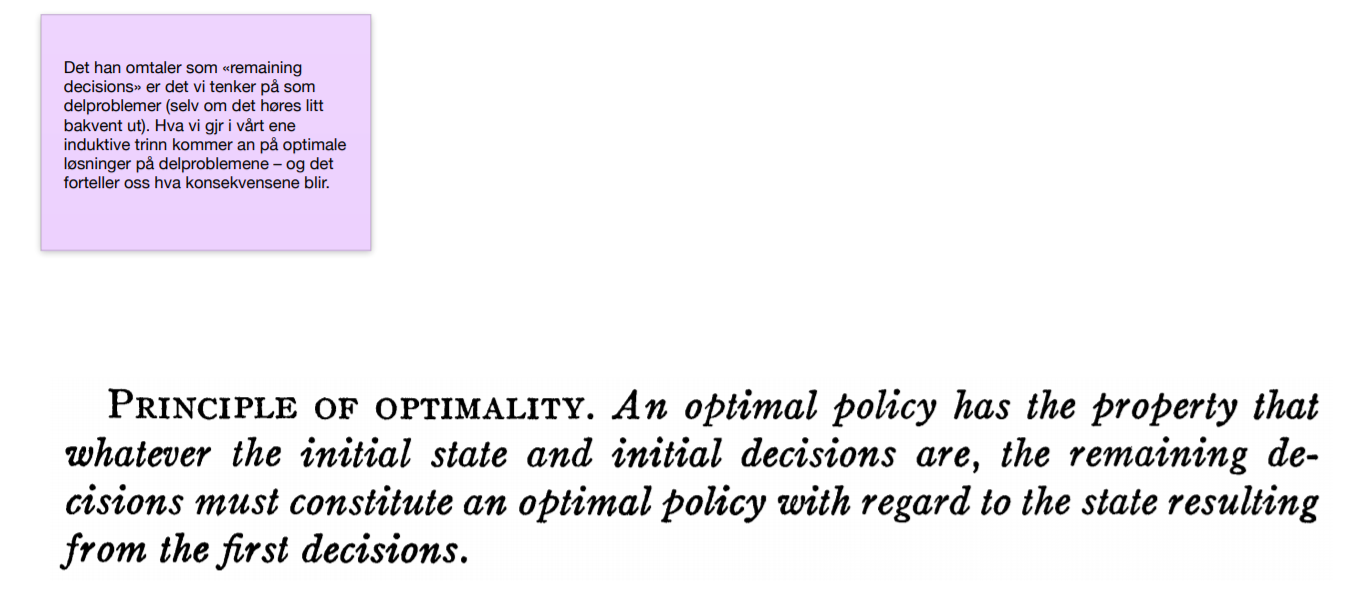 Det han omtaler som «remaining
decisions» er det vi tenker på som
delproblemer (selv om det høres litt
bakvent ut). Hva vi gjr i vårt ene
induktive trinn kommer an på optimale
løsninger på delproblemene – og det
forteller oss hva konsekvensene blir.
PRINCIPLE OF OPTIMALITY. An optimal policy has the property that
whatever the initial state and initial decisions are, the remaining de-
cisions must constitute an optimal policy with regard to the state resulting
from the first decisions.